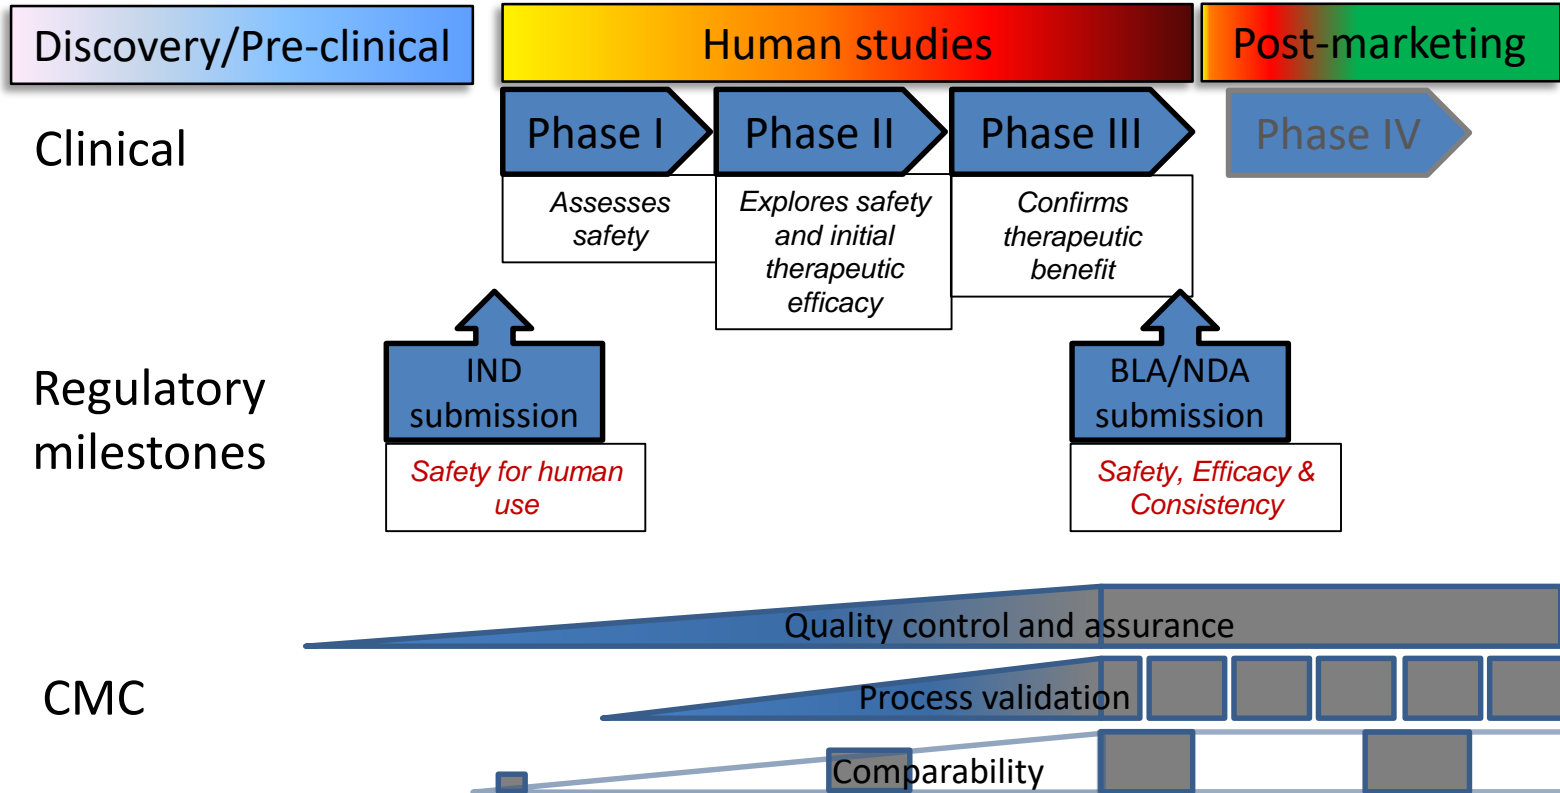 Discovery/Pre-clinical
Human studies
Post-marketing
Clinical
Phase I
Phase II
Phase III
Phase IV
Assesses
safety
Explores safety
and initial
therapeutic
efficacy
Confirms
therapeutic
benefit
Regulatory
milestones
IND
submission
Safety for human
use
BLA/NDA
submission
Safety, Efficacy &
Consistency
CMC
Quality control and assurance
Process validation
Comparability